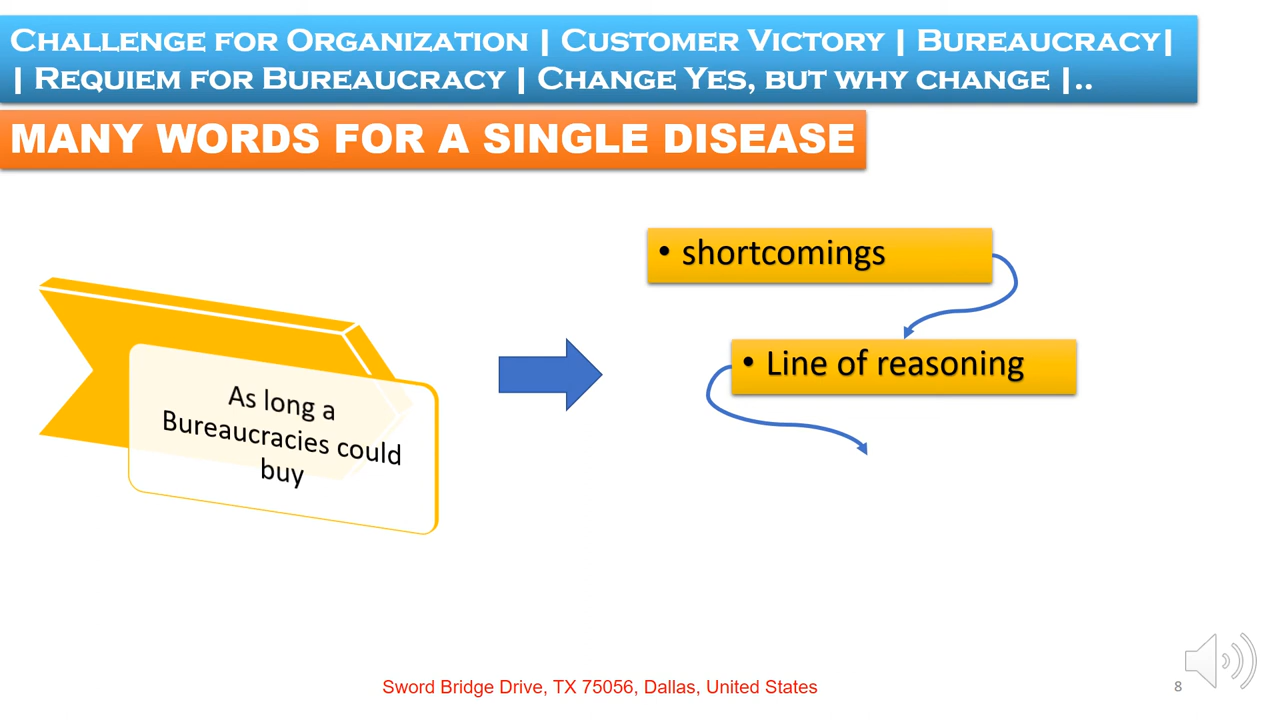 Challenge for Organization | Customer Victory | Bureaucracy|
| Requiem for Bureaucracy | Change Yes, but why change |..
MANY WORDS FOR A SINGLE DISEASE
As long a
Bureaucracies could
buy
• shortcomings
• Line of reasoning
Sword Bridge Drive, TX 75056, Dallas, United States
8